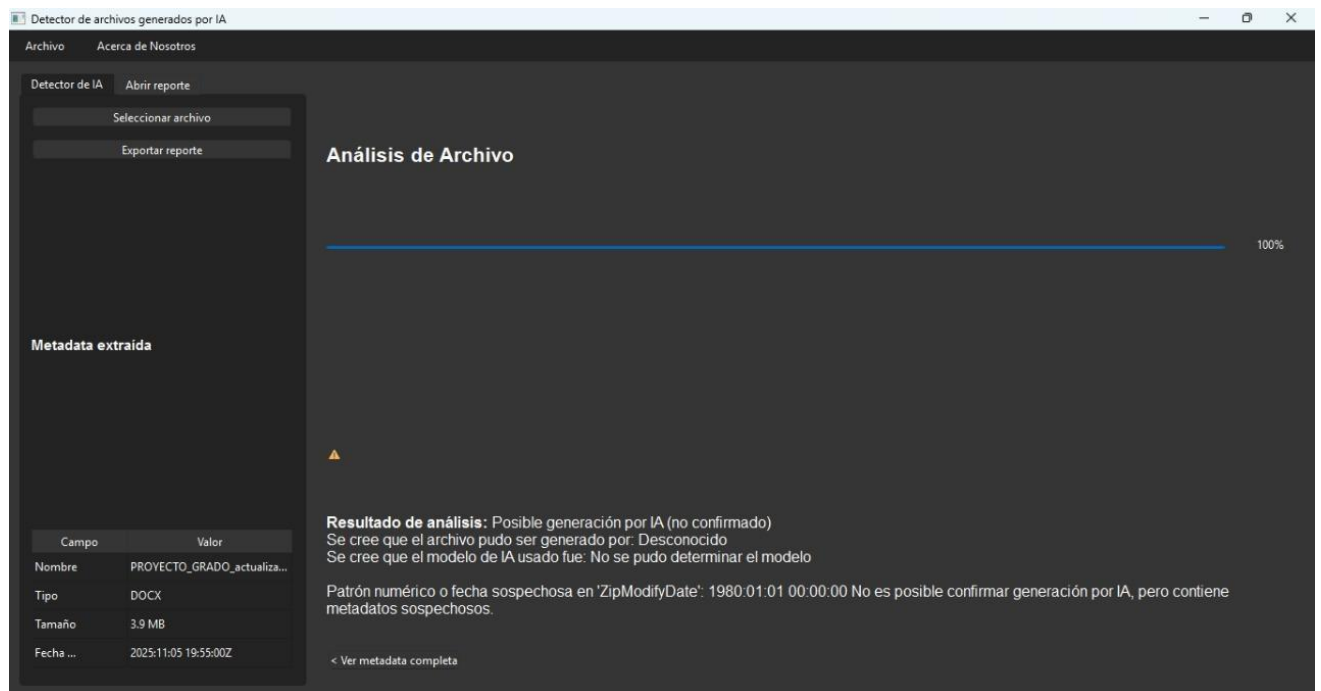 Detector de archivos generados por IA
Archivo Acerca de Nosotros
Detector de IA Abrir reporte
Seleccionar archivo
Exportar reporte
Metadata extraída
Campo Valor
Nombre PROYECTO_GRADO_actualiza...
Tipo DOCX
Tamaño 3.9 MB
Fecha ... 2025:11:05 19:55:00Z
Análisis de Archivo
100%
Resultado de análisis: Posible generación por IA (no confirmado)
Se cree que el archivo pudo ser generado por: Desconocido
Se cree que el modelo de IA usado fue: No se pudo determinar el modelo
Patrón numérico o fecha sospechosa en 'ZipModifyDate': 1980:01:01 00:00:00 No es posible confirmar generación por IA, pero contiene
metadatos sospechosos.
< Ver metadata completa